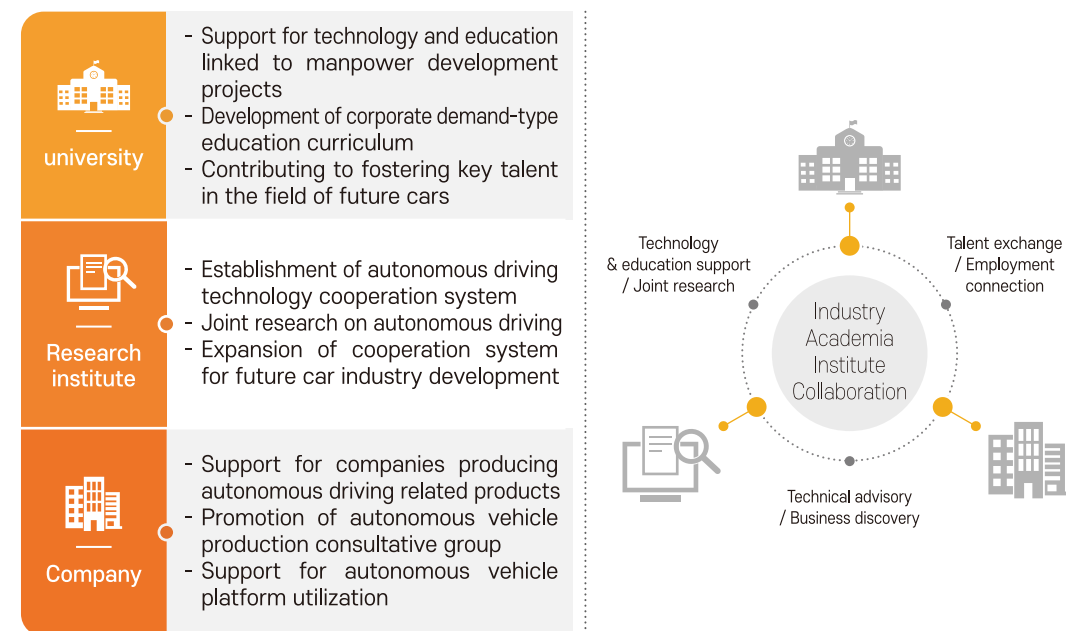 university
- Support for technology and education
linked to manpower development
projects
- Development of corporate demand-type
education curriculum
- Contributing to fostering key talent
in the field of future cars
Research
institute
- Establishment of autonomous driving
technology cooperation system
- Joint research on autonomous driving
- Expansion of cooperation system
for future car industry development
Company
- Support for companies producing
autonomous driving related products
- Promotion of autonomous vehicle
production consultative group
- Support for autonomous vehicle
platform utilization
Technology
& education support
/ Joint research
Talent exchange
/ Employment
connection
Industry
Academia
Institute
Collaboration
Technical advisory
/ Business discovery